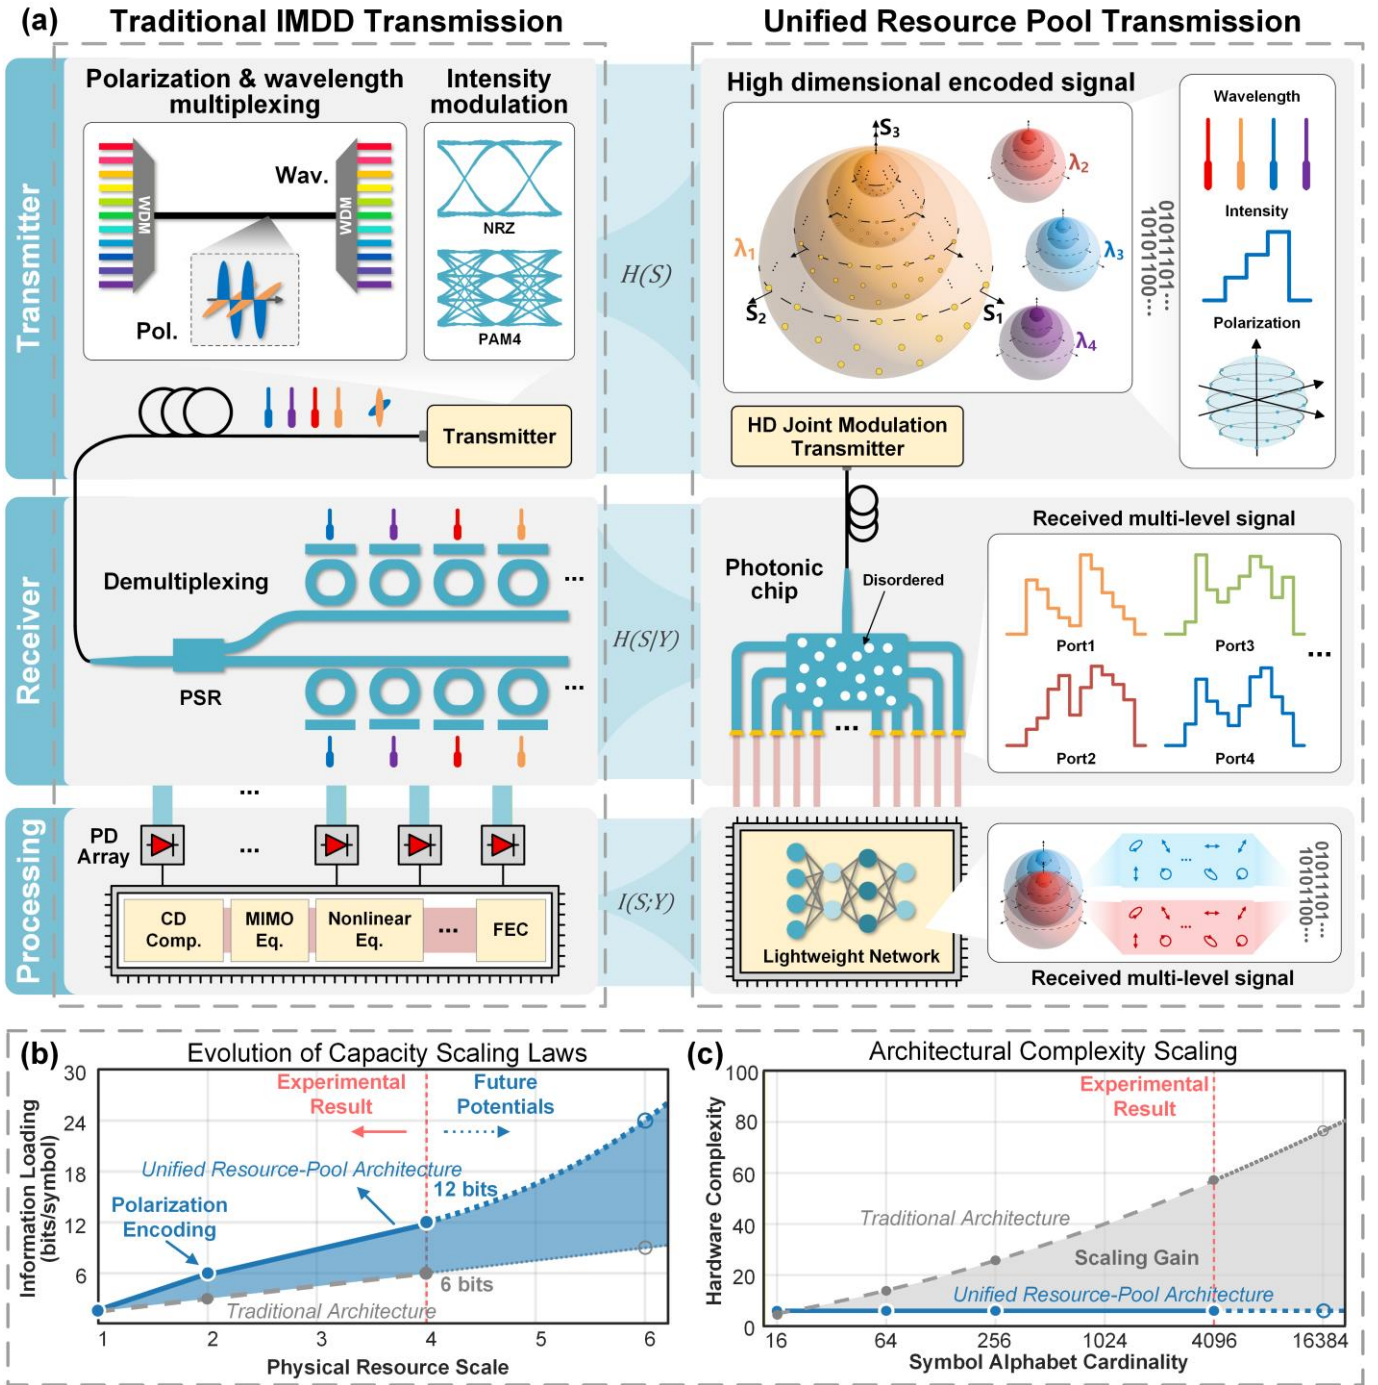 (a)
Traditional IMDD Transmission
Unified Resource Pool Transmission
Transmitter
Polarization & wavelength
multiplexing
Intensity
modulation
WDM
Wav.
WDM
Pol.
NRZ
PAM4
Transmitter
H(S)
High dimensional encoded signal
S3
S2
S1
λ1
λ2
λ3
λ4
01011101...
10101100...
Wavelength
Intensity
Polarization
HD Joint Modulation
Transmitter
Receiver
Demultiplexing
...
PSR
...
...
H(S|Y)
Photonic
chip
Disordered
...
Received multi-level signal
Port1
Port3
...
Port2
Port4
Processing
PD
Array
...
CD
Comp.
MIMO
Eq.
Nonlinear
Eq.
...
FEC
I(S;Y)
Lightweight Network
...
...
01011101...
10101100...
Received multi-level signal
(b)
Evolution of Capacity Scaling Laws
Information Loading
(bits/symbol)
30
24
18
12
6
Experimental
Result
Future
Potentials
Unified Resource-Pool Architecture
12 bits
Polarization
Encoding
6 bits
Traditional Architecture
1
2
3
4
5
6
Physical Resource Scale
(c)
Architectural Complexity Scaling
Hardware Complexity
100
80
60
40
20
0
Experimental
Result
Traditional Architecture
Scaling Gain
Unified Resource-Pool Architecture
16
64
256
1024
4096
16384
Symbol Alphabet Cardinality